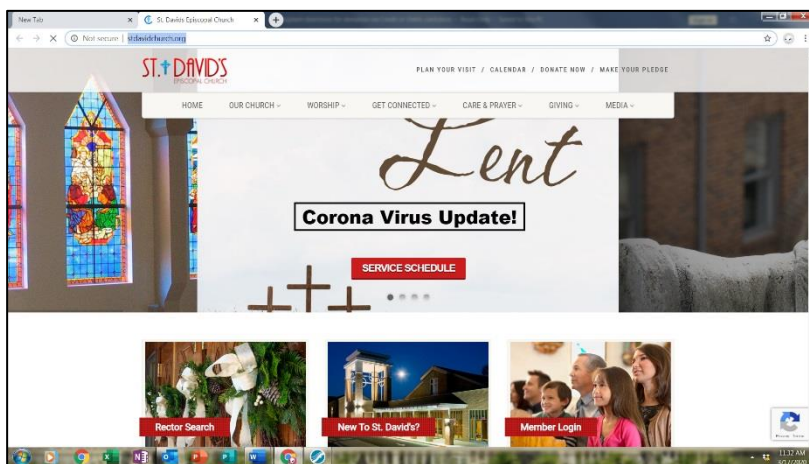 New Tab
St. Davids Episcopal Church
Not secure | stdavidchurch.org
ST. DAVID'S
EPISCOPAL CHURCH
PLAN YOUR VISIT / CALENDAR / DONATE NOW / MAKE YOUR PLEDGE
HOME OUR CHURCH WORSHIP GET CONNECTED CARE & PRAYER GIVING MEDIA
Lent
Corona Virus Update!
SERVICE SCHEDULE
Rector Search
New To St. David's?
Member Login
11:32 AM